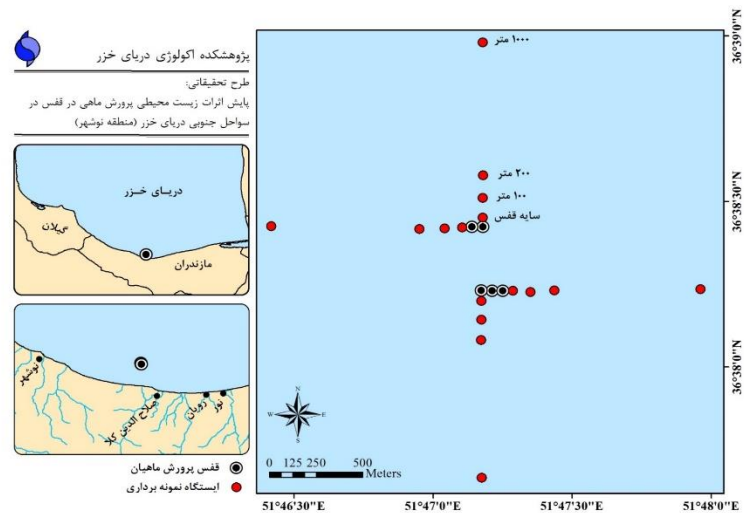 پژوهشکده اکولوژی دریای خزر
طرح تحقیقاتی:
پایش اثرات زیست محیطی پرورش ماهی در قفس در
سواحل جنوبی دریای خزر (منطقه نوشهر)
دریـای خـزر
گیلان
مازندران
نوشهر
صلاح الدین کلا
رویان
نور
قفس پرورش ماهیان
ایستگاه نمونه برداری
۱۰۰۰ متر
۲۰۰ متر
۱۰۰ متر
سایه قفس
N
W
E
S
0 125 250 500
Meters
36°39'0"N
36°38'30"N
36°38'0"N
51°46'30"E
51°47'0"E
51°47'30"E
51°48'0"E